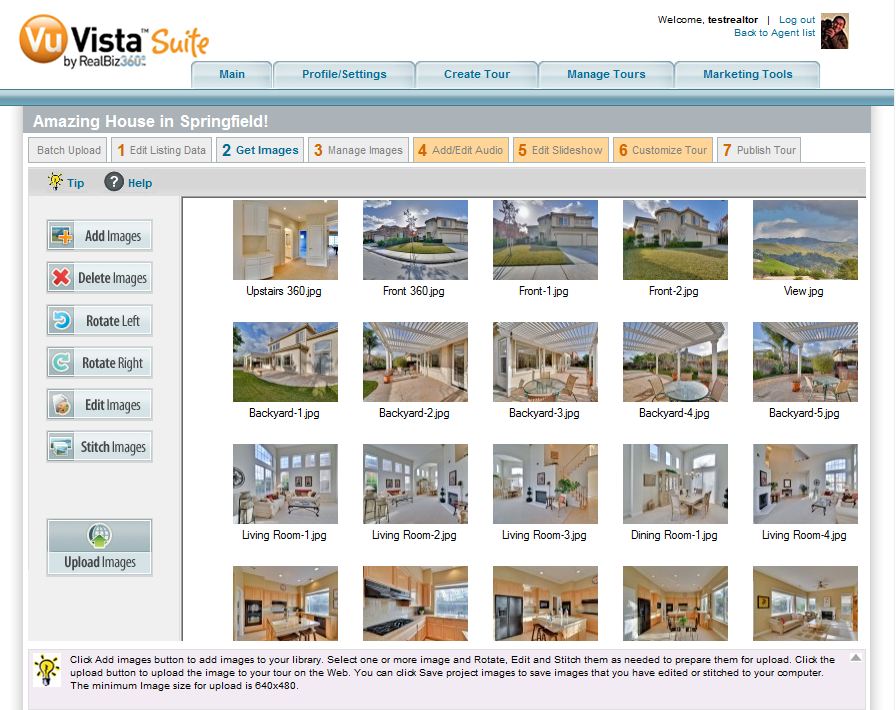 Welcome, testrealtor | Log out
Back to Agent list
Vu Vista™ Suite
by RealBiz360
Main
Profile/Settings
Create Tour
Manage Tours
Marketing Tools
Amazing House in Springfield!
Batch Upload
1 Edit Listing Data
2 Get Images
3 Manage Images
4 Add/Edit Audio
5 Edit Slideshow
6 Customize Tour
7 Publish Tour
Tip
? Help
Add Images
Delete Images
Rotate Left
Rotate Right
Edit Images
Stitch Images
Upload Images
Upstairs 360.jpg
Front 360.jpg
Front-1.jpg
Front-2.jpg
View.jpg
Backyard-1.jpg
Backyard-2.jpg
Backyard-3.jpg
Backyard-4.jpg
Backyard-5.jpg
Living Room-1.jpg
Living Room-2.jpg
Living Room-3.jpg
Dining Room-1.jpg
Living Room-4.jpg
Click Add images button to add images to your library. Select one or more image and Rotate, Edit and Stitch them as needed to prepare them for upload. Click the
upload button to upload the image to your tour on the Web. You can click Save project images to save images that you have edited or stitched to your computer.
The minimum Image size for upload is 640x480.